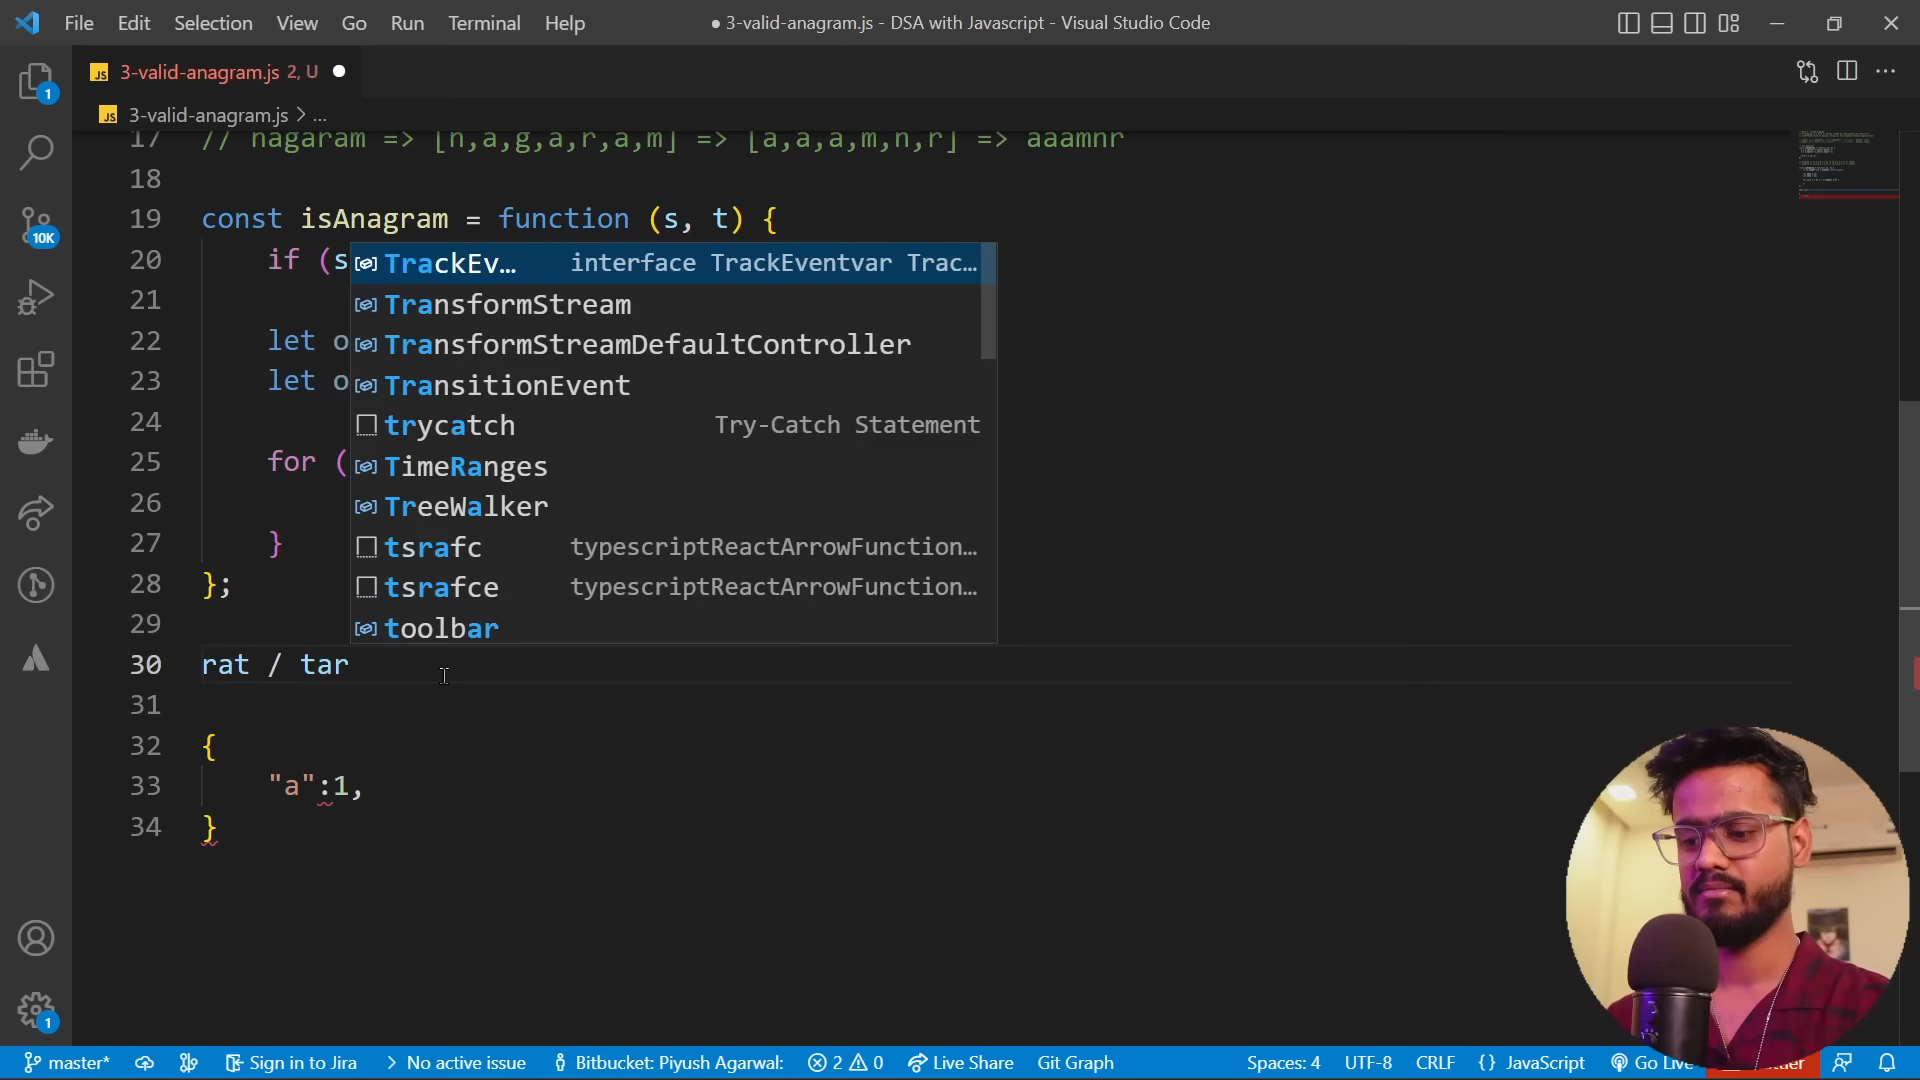 File Edit Selection View Go Run Terminal Help
● 3-valid-anagram.js - DSA with Javascript - Visual Studio Code
JS 3-valid-anagram.js 2, U ●
JS 3-valid-anagram.js > ...
1
10K
1
17 // nagaram => [n,a,g,a,r,a,m] => [a,a,a,m,n,r] => aaamnr
18
19 const isAnagram = function (s, t) {
20 if (s
21
22 let o
23 let o
24
25 for (
26
27 }
28 };
29
30 rat / tar
31
32 {
33 "a":1,
34 }
TrackEv... interface TrackEventvar Trac...
TransformStream
TransformStreamDefaultController
TransitionEvent
trycatch Try-Catch Statement
TimeRanges
TreeWalker
tsrafc typescriptReactArrowFunction...
tsrafce typescriptReactArrowFunction...
toolbar
master* Sign in to Jira > No active issue Bitbucket: Piyush Agarwal: 2 0 Live Share Git Graph Spaces: 4 UTF-8 CRLF {} JavaScript Go Live